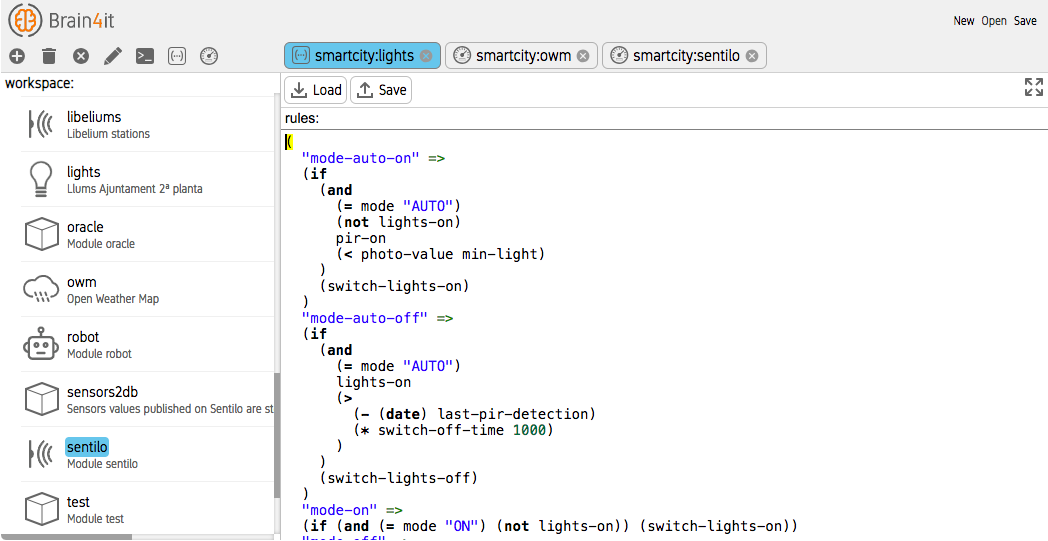 Brain4it
New Open Save
smartcity:lights smartcity:owm smartcity:sentilo
workspace:
libeliums
Libelium stations
lights
Llums Ajuntament 2ª planta
oracle
Module oracle
owm
Open Weather Map
robot
Module robot
sensors2db
Sensors values published on Sentilo are st
sentilo
Module sentilo
test
Module test
Load Save
rules:
(
"mode-auto-on" =>
(if
(and
(= mode "AUTO")
(not lights-on)
pir-on
(< photo-value min-light)
)
(switch-lights-on)
)
"mode-auto-off" =>
(if
(and
(= mode "AUTO")
lights-on
(>
(- (date) last-pir-detection)
(* switch-off-time 1000)
)
)
(switch-lights-off)
)
"mode-on" =>
(if (and (= mode "ON") (not lights-on)) (switch-lights-on))
"mode-off" =>